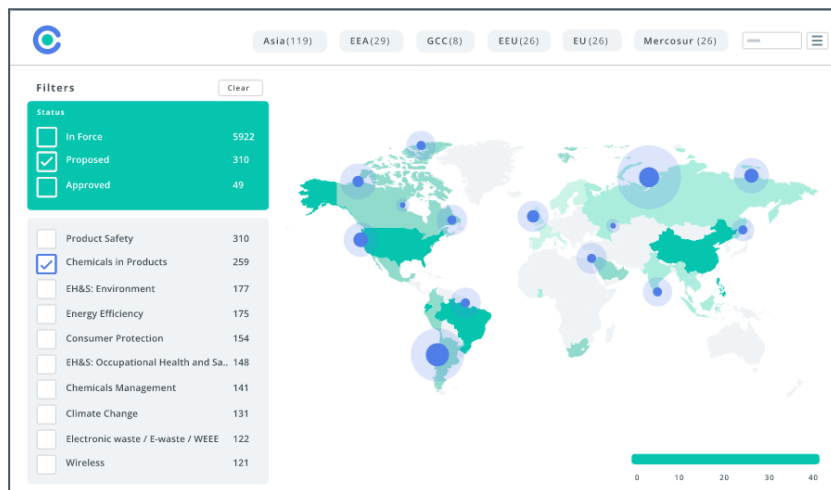 Asia(119) EEA(29) GCC(8) EEU(26) EU(26) Mercosur (26)
Filters Clear
Status
In Force 5922
Proposed 310
Approved 49
Product Safety 310
Chemicals in Products 259
EH&S: Environment 177
Energy Efficiency 175
Consumer Protection 154
EH&S: Occupational Health and Sa.. 148
Chemicals Management 141
Climate Change 131
Electronic waste / E-waste / WEEE 122
Wireless 121
0 10 20 30 40